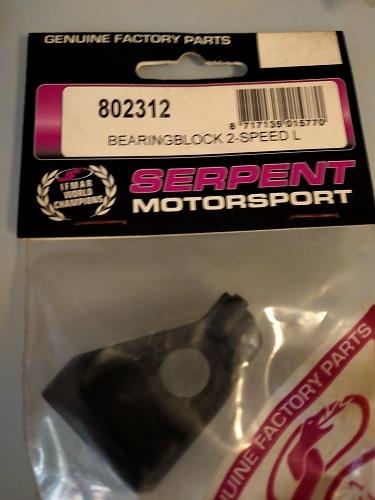 GENUINE FACTORY PARTS
802312
8 717135 015770
BEARINGBLOCK 2-SPEED L
IFMAR
WORLD
CHAMPIONS
SERPENT
MOTORSPORT
GENUINE FACTORY PARTS